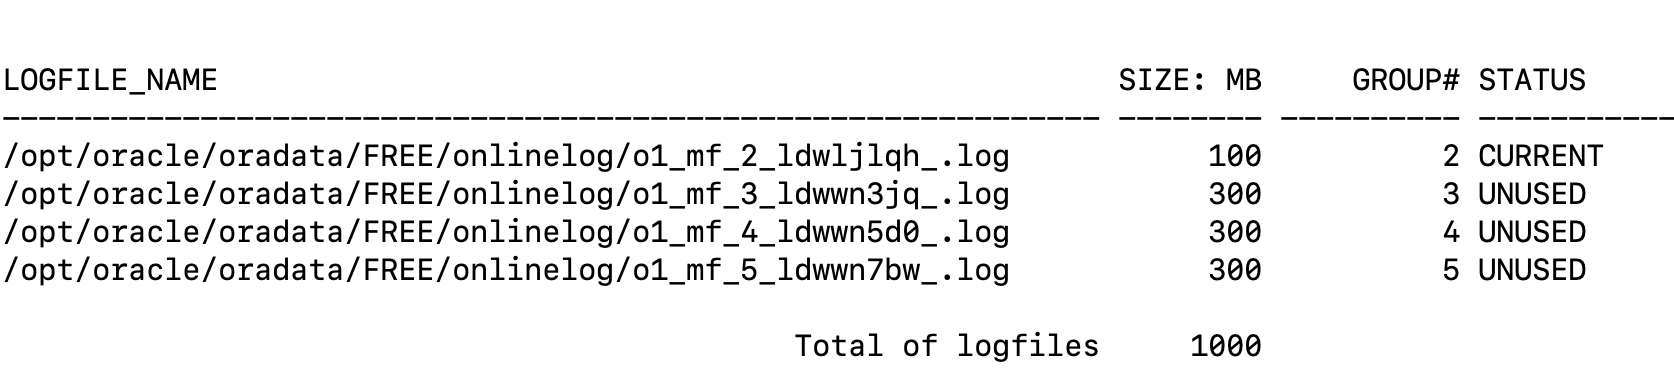 LOGFILE_NAME SIZE: MB GROUP# STATUS
------------------------------------------------------------- -------- ---------- -----------
/opt/oracle/oradata/FREE/onlinelog/o1_mf_2_ldwljlqh_.log 100 2 CURRENT
/opt/oracle/oradata/FREE/onlinelog/o1_mf_3_ldwwn3jq_.log 300 3 UNUSED
/opt/oracle/oradata/FREE/onlinelog/o1_mf_4_ldwwn5d0_.log 300 4 UNUSED
/opt/oracle/oradata/FREE/onlinelog/o1_mf_5_ldwwn7bw_.log 300 5 UNUSED
Total of logfiles 1000